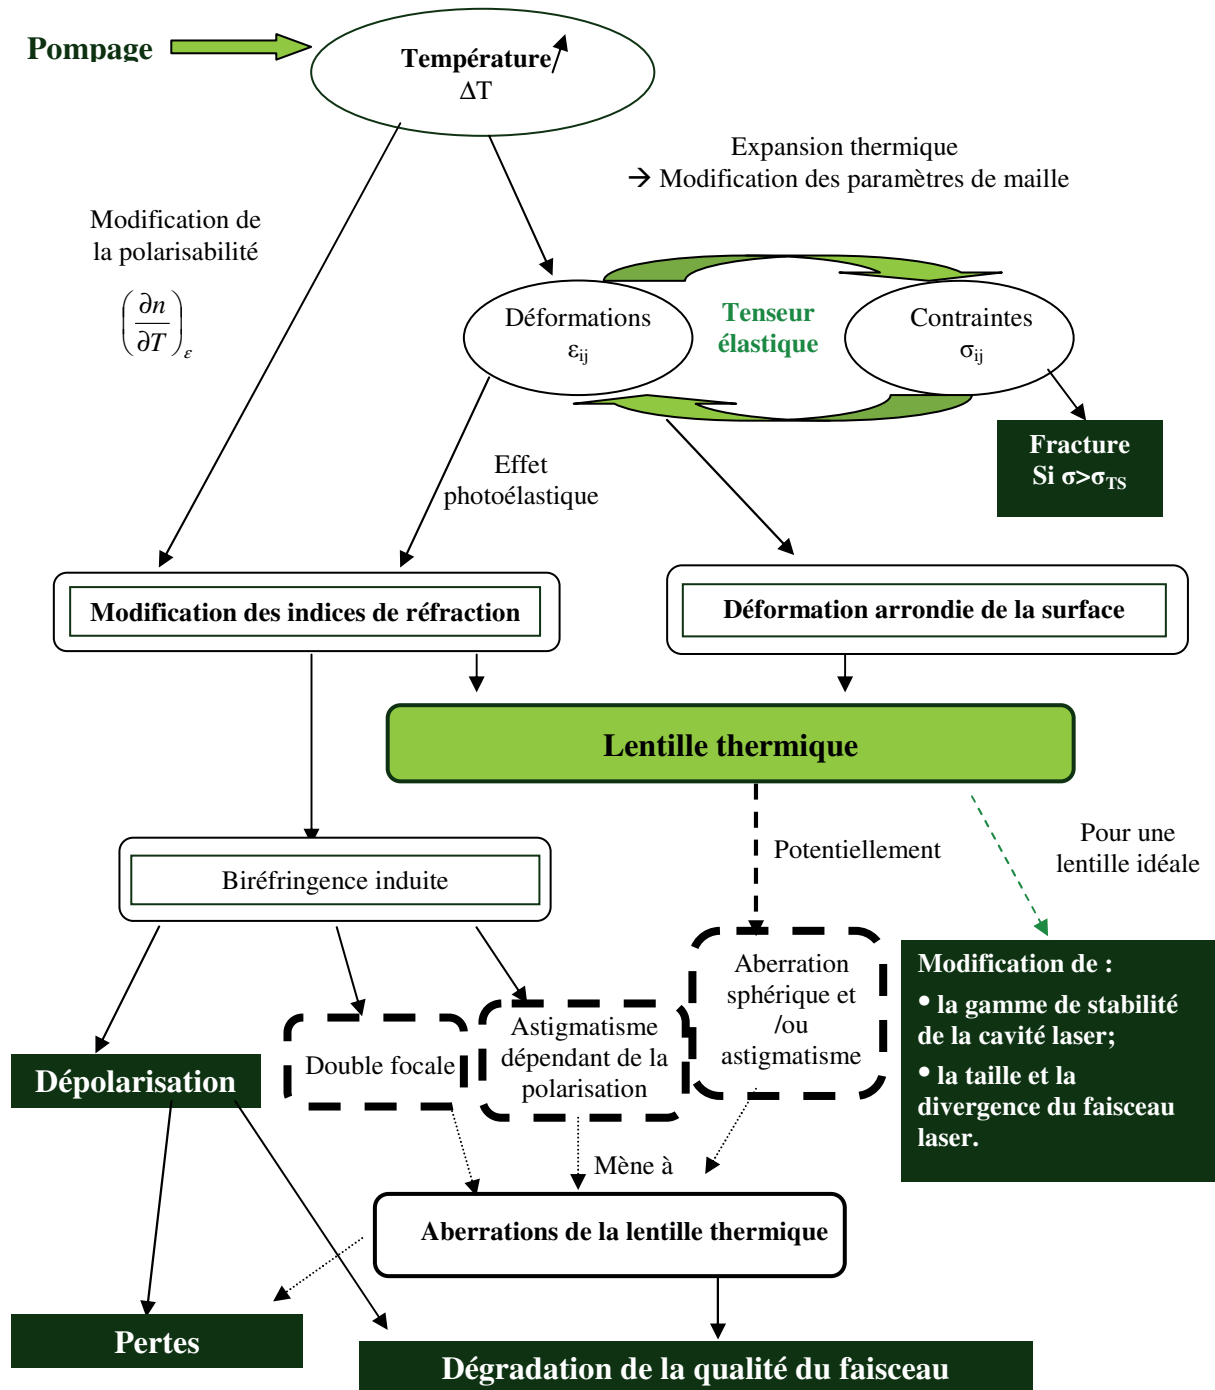 Pompage
Température
ΔT
Expansion thermique
→ Modification des paramètres de maille
Modification de
la polarisabilité
(∂n/∂T)ε
Déformations
εij
Tenseur
élastique
Contraintes
σij
Fracture
Si σ>σTS
Effet
photoélastique
Modification des indices de réfraction
Déformation arrondie de la surface
Lentille thermique
Potentiellement
Pour une
lentille idéale
Biréfringence induite
Aberration
sphérique et
/ou
astigmatisme
Modification de :
• la gamme de stabilité
de la cavité laser;
• la taille et la
divergence du faisceau
laser.
Dépolarisation
Double focale
Astigmatisme
dépendant de la
polarisation
Mène à
Aberrations de la lentille thermique
Pertes
Dégradation de la qualité du faisceau